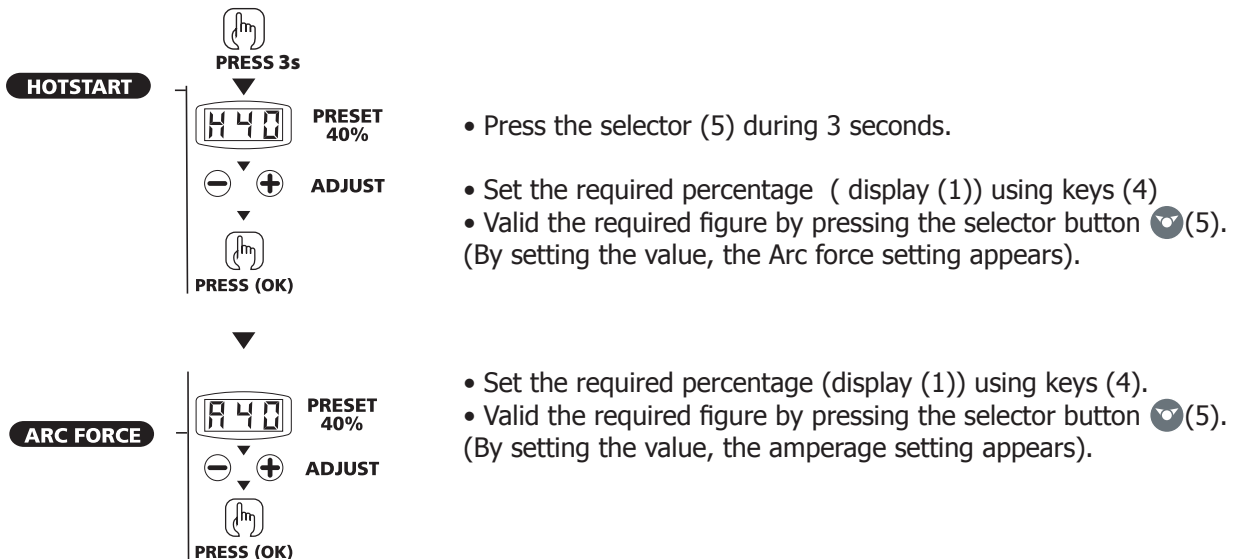 PRESS 3s
HOTSTART
H40
PRESET
40%
ADJUST
PRESS (OK)
• Press the selector (5) during 3 seconds.
• Set the required percentage  ( display (1)) using keys (4)
• Valid the required figure by pressing the selector button (5).
(By setting the value, the Arc force setting appears).
ARC FORCE
A40
PRESET
40%
ADJUST
PRESS (OK)
• Set the required percentage (display (1)) using keys (4).
• Valid the required figure by pressing the selector button (5).
(By setting the value, the amperage setting appears).